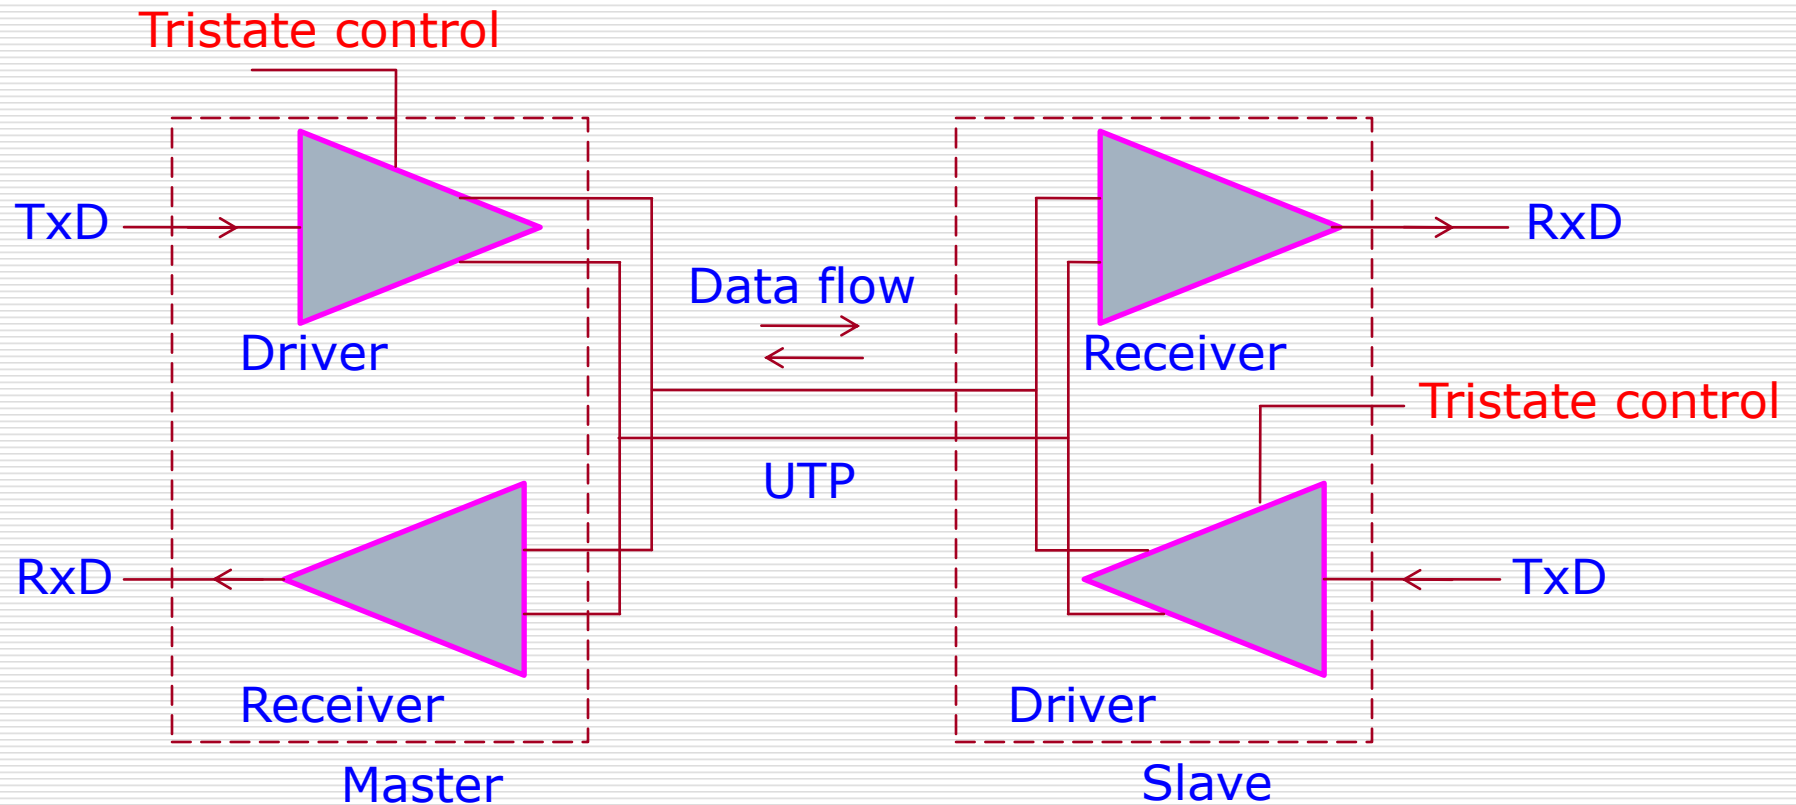 Tristate control
TxD
RxD
Data flow
Driver
Receiver
Tristate control
UTP
RxD
TxD
Receiver
Driver
Master
Slave